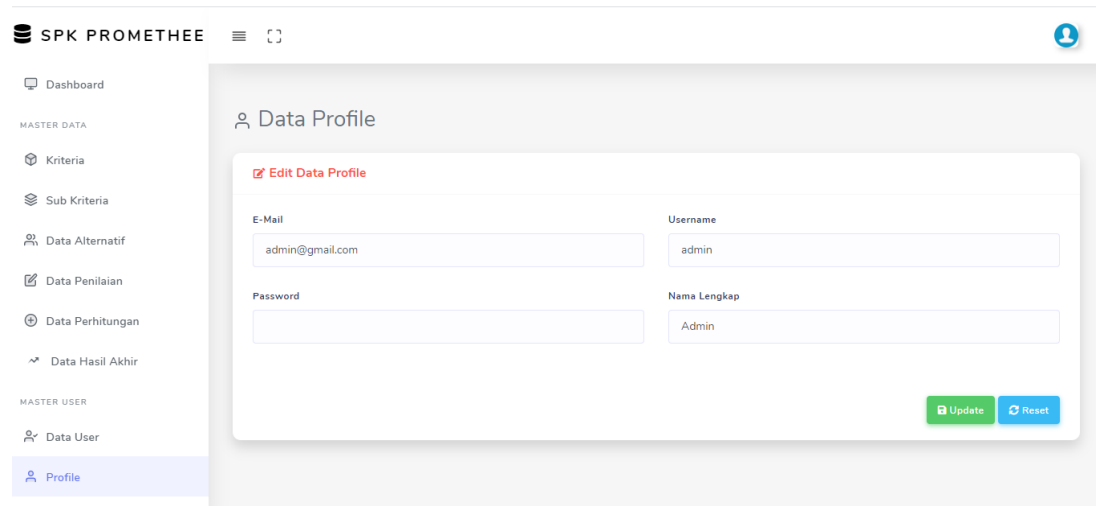 SPK PROMETHEE
Dashboard
MASTER DATA
Kriteria
Sub Kriteria
Data Alternatif
Data Penilaian
Data Perhitungan
Data Hasil Akhir
MASTER USER
Data User
Profile
Data Profile
Edit Data Profile
E-Mail
admin@gmail.com
Username
admin
Password
Nama Lengkap
Admin
Update
Reset